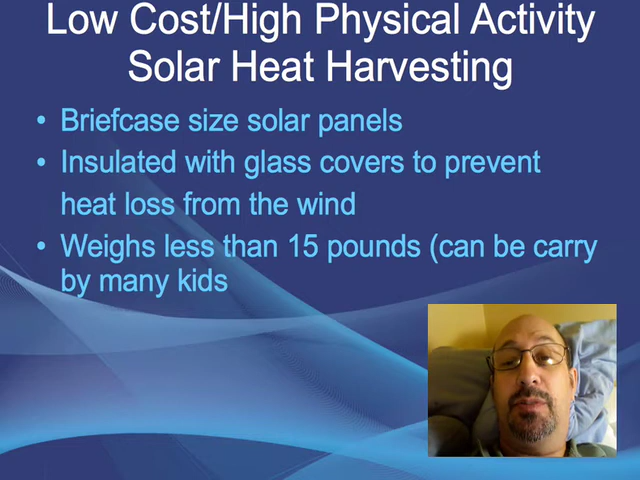 Low Cost/High Physical Activity
Solar Heat Harvesting
• Briefcase size solar panels
• Insulated with glass covers to prevent
heat loss from the wind
• Weighs less than 15 pounds (can be carry
by many kids